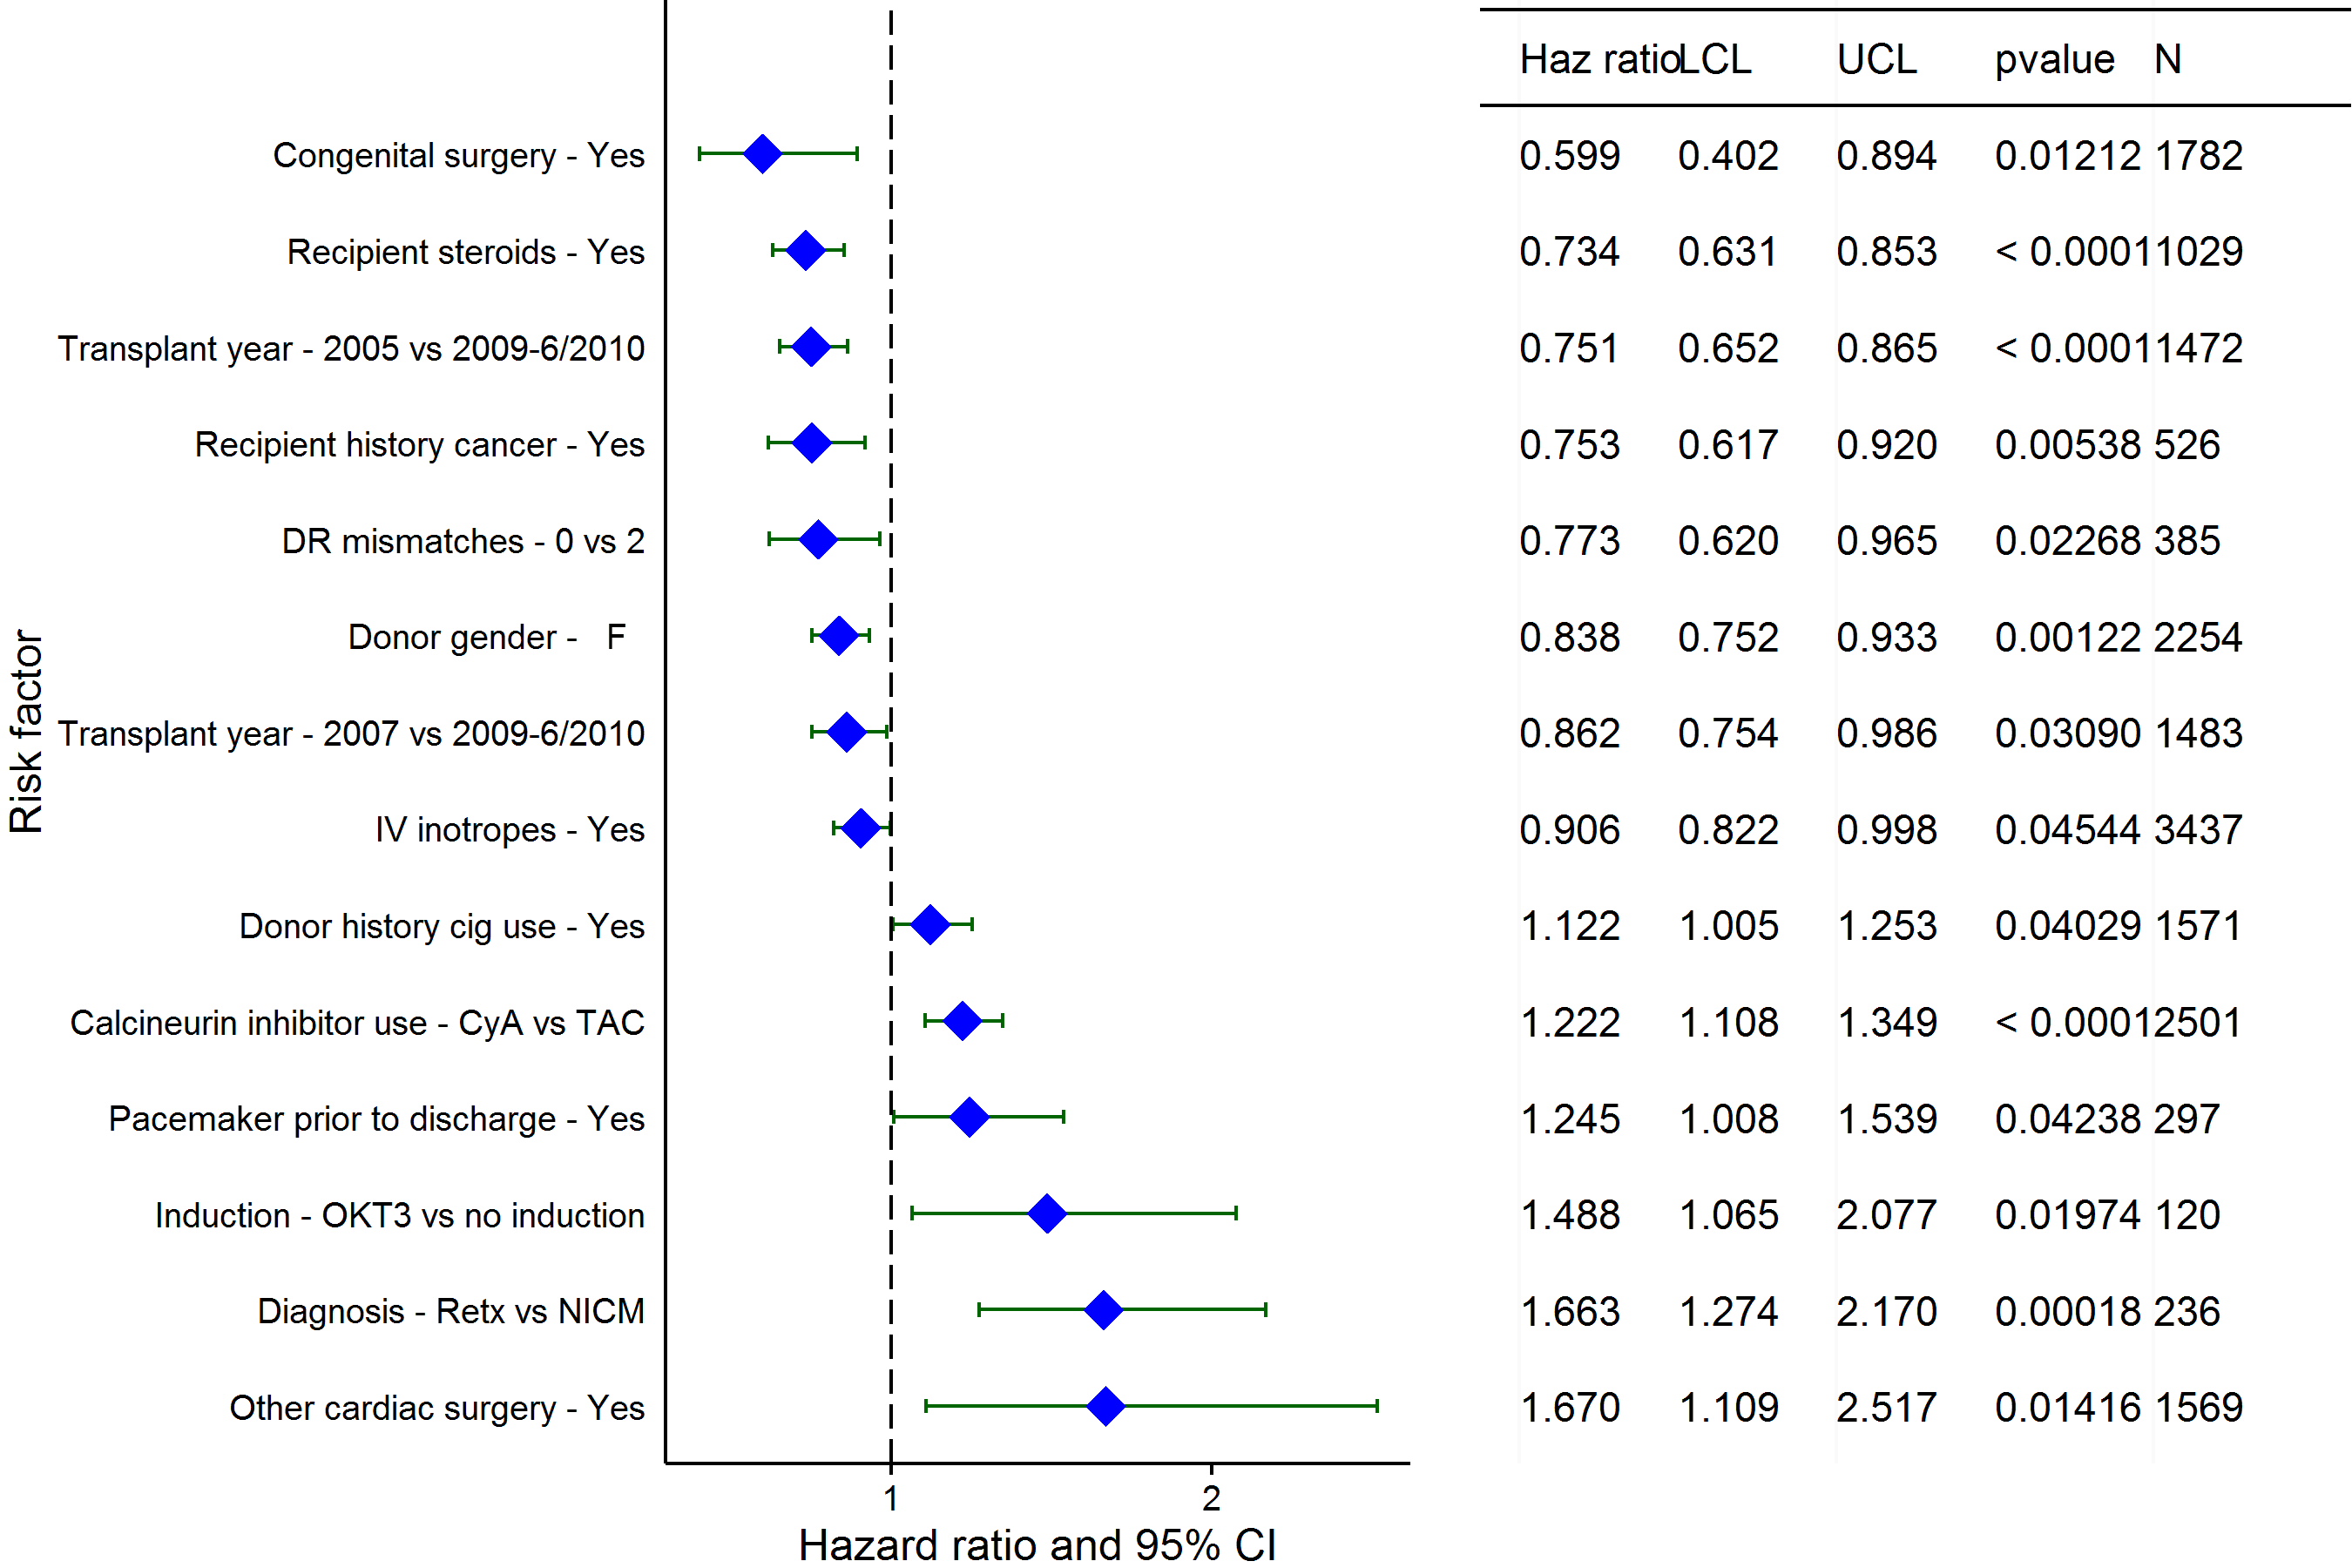 Haz ratio LCL UCL pvalue N
Congenital surgery - Yes 0.599 0.402 0.894 0.01212 1782
Recipient steroids - Yes 0.734 0.631 0.853 < 0.0001 1029
Transplant year - 2005 vs 2009-6/2010 0.751 0.652 0.865 < 0.0001 1472
Recipient history cancer - Yes 0.753 0.617 0.920 0.00538 526
DR mismatches - 0 vs 2 0.773 0.620 0.965 0.02268 385
Donor gender - F 0.838 0.752 0.933 0.00122 2254
Transplant year - 2007 vs 2009-6/2010 0.862 0.754 0.986 0.03090 1483
IV inotropes - Yes 0.906 0.822 0.998 0.04544 3437
Donor history cig use - Yes 1.122 1.005 1.253 0.04029 1571
Calcineurin inhibitor use - CyA vs TAC 1.222 1.108 1.349 < 0.0001 2501
Pacemaker prior to discharge - Yes 1.245 1.008 1.539 0.04238 297
Induction - OKT3 vs no induction 1.488 1.065 2.077 0.01974 120
Diagnosis - Retx vs NICM 1.663 1.274 2.170 0.00018 236
Other cardiac surgery - Yes 1.670 1.109 2.517 0.01416 1569
Risk factor
1 2
Hazard ratio and 95% CI